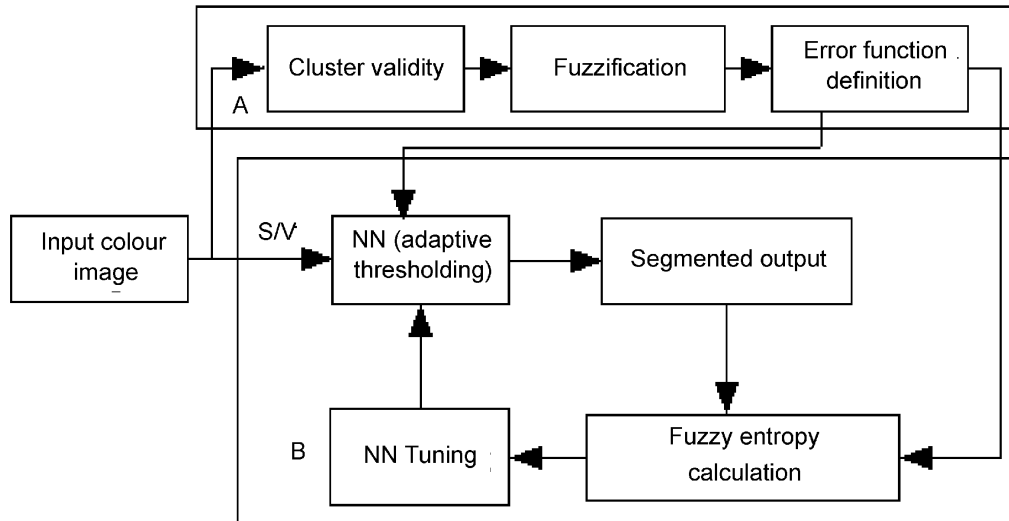 Cluster validity
Fuzzification
Error function
definition
A
Input colour
image
S/V
NN (adaptive
thresholding)
Segmented output
B
NN Tuning
Fuzzy entropy
calculation